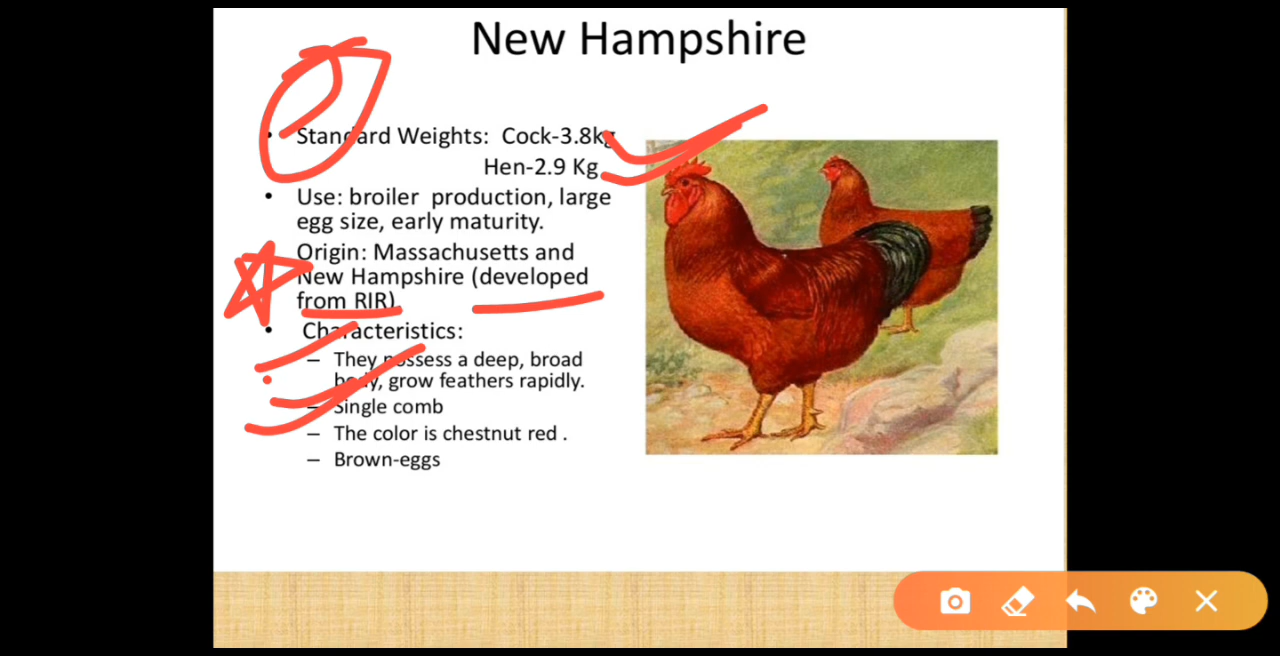 New Hampshire
• Standard Weights: Cock-3.8kg
Hen-2.9 Kg
• Use: broiler production, large
egg size, early maturity.
Origin: Massachusetts and
New Hampshire (developed
from RIR)
• Characteristics:
– They possess a deep, broad
body, grow feathers rapidly.
– Single comb
– The color is chestnut red .
– Brown-eggs